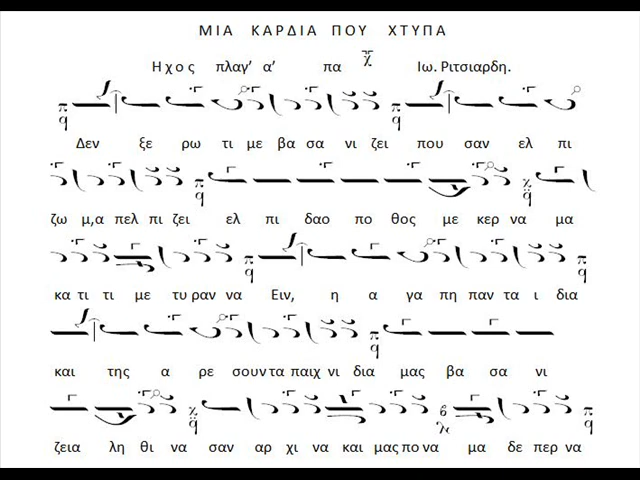 ΜΙΑ ΚΑΡΔΙΑ ΠΟΥ ΧΤΥΠΑ
Ηχος πλαγ’ α’ πα Ιω. Ριτσιαρδη.
Δεν ξε ρω τι με βα σα νι ζει που σαν ελ πι
ζω μ,α πελ πι ζει ελ πι δαο πο θος με κερ να μα
κα τι τι με τυ ραν να Ειν, η α γα πη παν τα ι δια
και της α ρε σουν τα παιχ νι δια μας βα σα νι
ζεια λη θι να σαν αρ χι να και μας πο να μα δε περ να